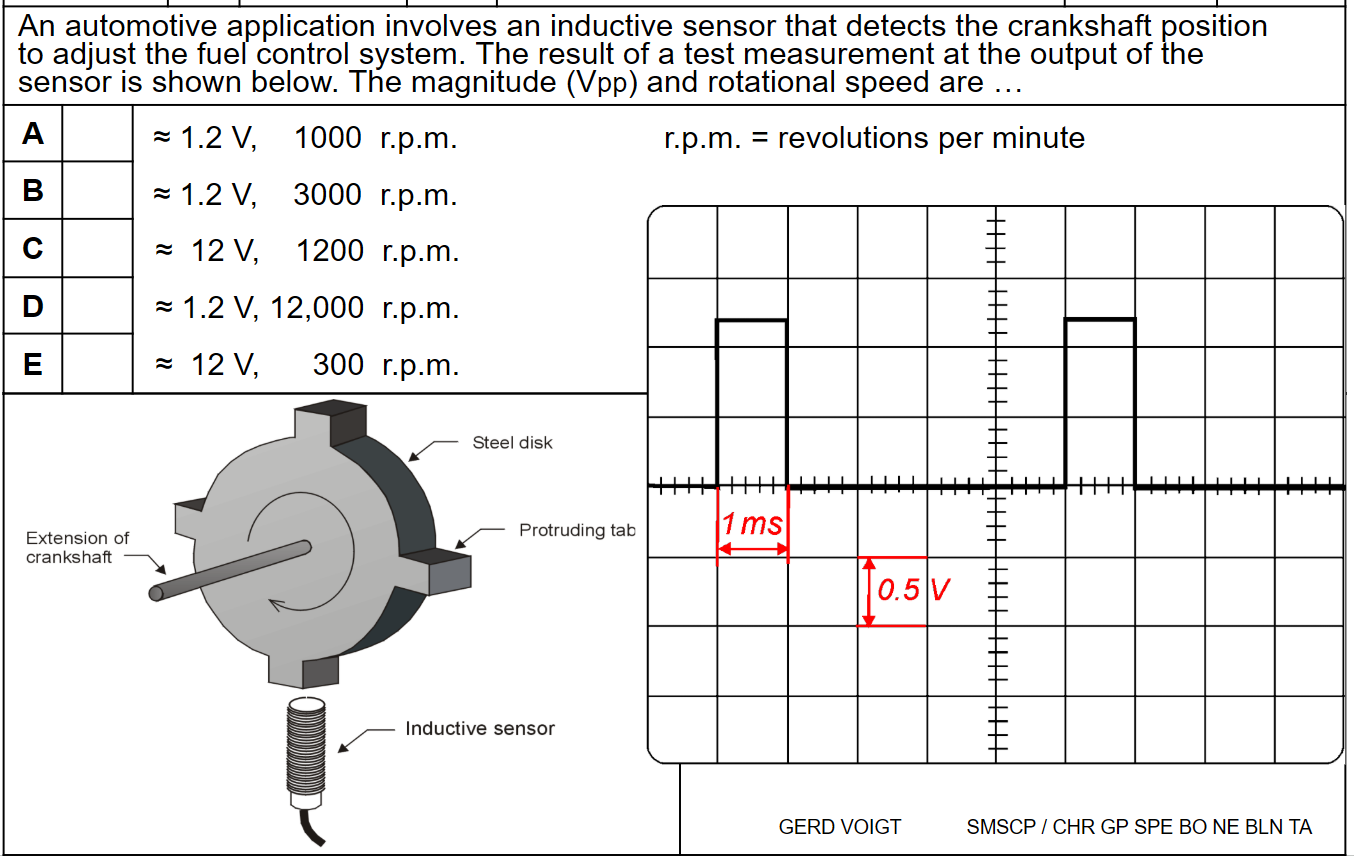 An automotive application involves an inductive sensor that detects the crankshaft position
to adjust the fuel control system. The result of a test measurement at the output of the
sensor is shown below. The magnitude (Vpp) and rotational speed are …
A ≈ 1.2 V, 1000 r.p.m.
r.p.m. = revolutions per minute
B ≈ 1.2 V, 3000 r.p.m.
C ≈ 12 V, 1200 r.p.m.
D ≈ 1.2 V, 12,000 r.p.m.
E ≈ 12 V, 300 r.p.m.
Steel disk
Protruding tab
Extension of
crankshaft
Inductive sensor
1 ms
0.5 V
GERD VOIGT
SMSCP / CHR GP SPE BO NE BLN TA